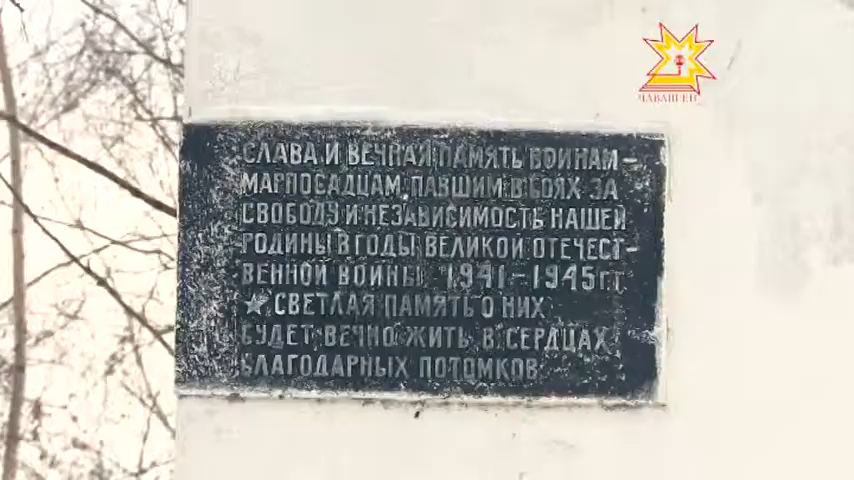 ЧӐВАШ ЕН
СЛАВА И ВЕЧНАЯ ПАМЯТЬ ВОИНАМ-
МАРПОСАДЦАМ, ПАВШИМ В БОЯХ ЗА
СВОБОДУ И НЕЗАВИСИМОСТЬ НАШЕЙ
РОДИНЫ В ГОДЫ ВЕЛИКОЙ ОТЕЧЕСТ-
ВЕННОЙ ВОЙНЫ 1941-1945 ГГ.
★ СВЕТЛАЯ ПАМЯТЬ О НИХ
БУДЕТ ВЕЧНО ЖИТЬ В СЕРДЦАХ
БЛАГОДАРНЫХ ПОТОМКОВ.